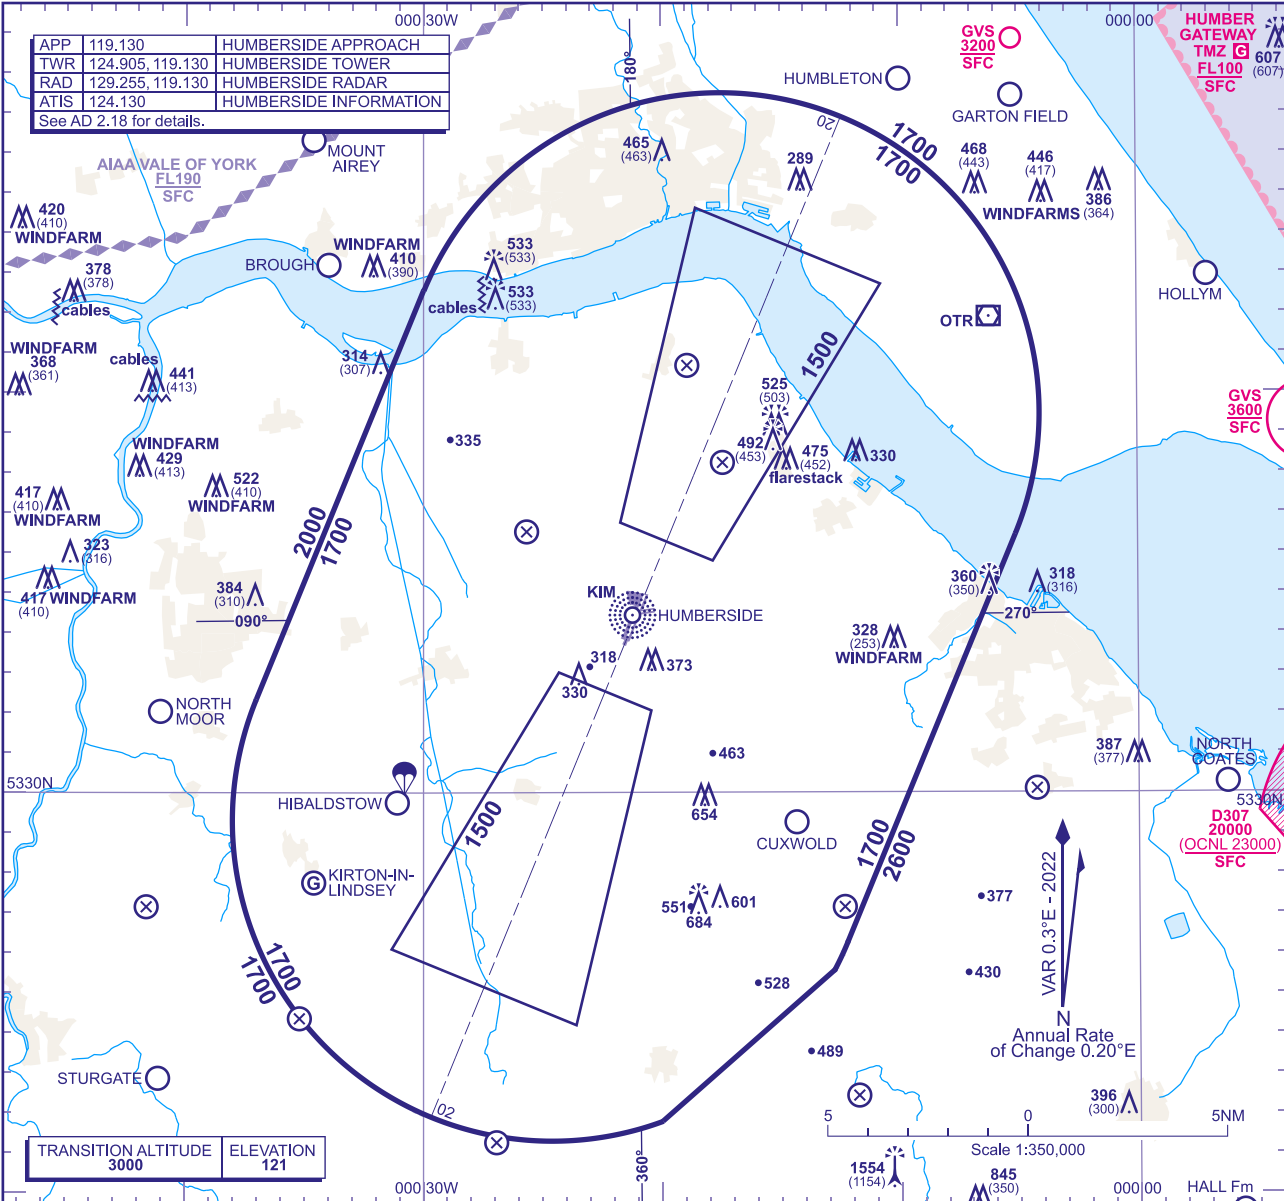 000 30W
000 00
APP 119.130 HUMBERSIDE APPROACH
TWR 124.905, 119.130 HUMBERSIDE TOWER
RAD 129.255, 119.130 HUMBERSIDE RADAR
ATIS 124.130 HUMBERSIDE INFORMATION
See AD 2.18 for details.
180°
GVS
3200
SFC
HUMBER
GATEWAY
TMZ G
FL100
SFC
607
(607)
HUMBLETON
GARTON FIELD
MOUNT
AIREY
AIAA VALE OF YORK
FL190
SFC
465
(463)
289
20
1700
1700
468
(443)
446
(417)
386
(364)
WINDFARMS
420
(410)
WINDFARM
378
(378)
cables
BROUGH
WINDFARM
410
(390)
533
(533)
533
(533)
cables
HOLLYM
OTR
WINDFARM
368
(361)
cables
441
(413)
314
(307)
1500
GVS
3600
SFC
525
(503)
492
(453)
475
(452)
flarestack
330
335
WINDFARM
429
(413)
522
(410)
WINDFARM
417
(410)
WINDFARM
2000
1700
323
(316)
417
(410)
WINDFARM
384
(310)
090°
KIM
HUMBERSIDE
360
(350)
318
(316)
270°
328
(253)
WINDFARM
318
330
373
NORTH
MOOR
463
387
(377)
NORTH
COATES
5330N
5330N
HIBALDSTOW
654
CUXWOLD
1500
1700
2600
D307
20000
(OCNL 23000)
SFC
KIRTON-IN-
LINDSEY
G
551
684
601
377
VAR 0.3°E - 2022
N
Annual Rate
of Change 0.20°E
1700
1700
528
430
489
STURGATE
02
396
(300)
5 0 5NM
Scale 1:350,000
TRANSITION ALTITUDE
3000
ELEVATION
121
360°
1554
(1154)
845
(350)
HALL Fm
000 30W
000 00